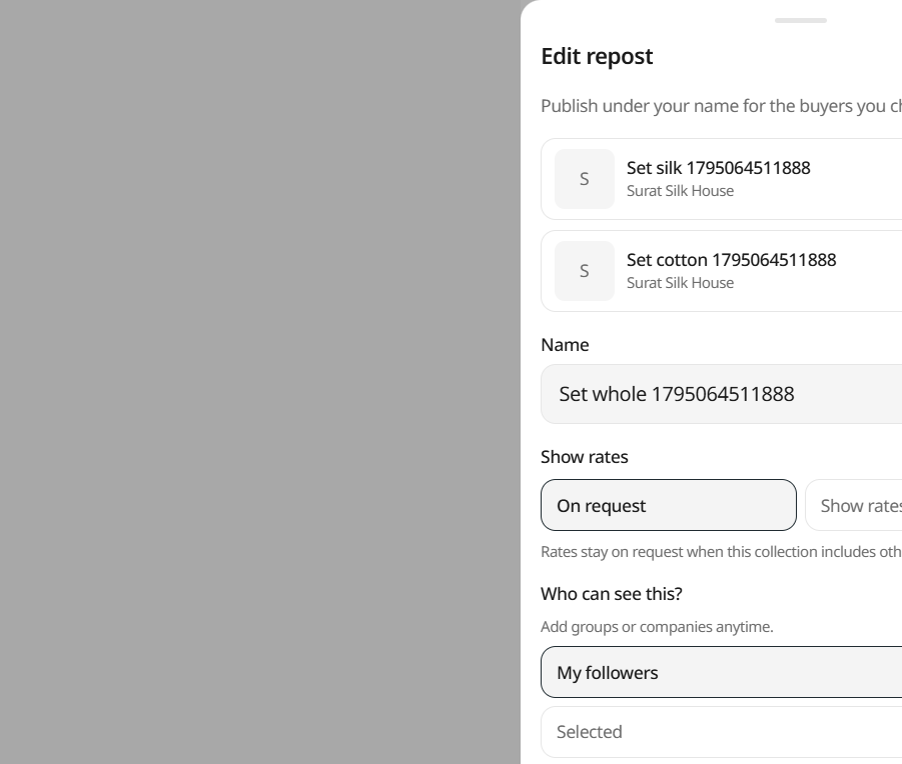 Edit repost
Publish under your name for the buyers you
S
Set silk 1795064511888
Surat Silk House
S
Set cotton 1795064511888
Surat Silk House
Name
Set whole 1795064511888
Show rates
On request
Show rates
Rates stay on request when this collection includes
Who can see this?
Add groups or companies anytime.
My followers
Selected